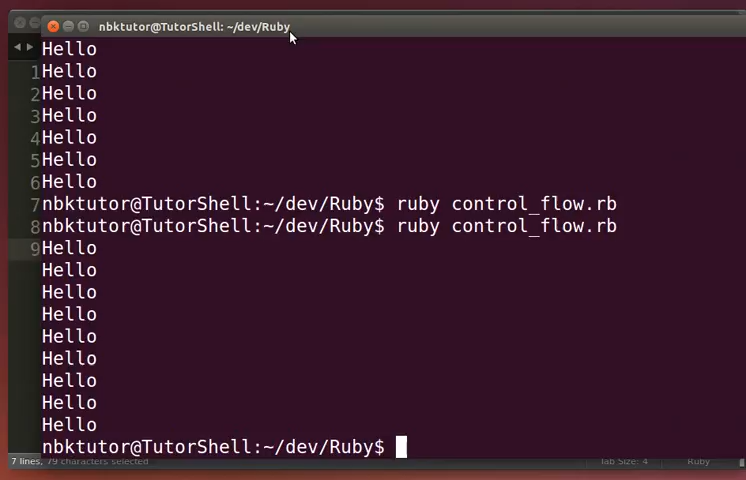 nbktutor@TutorShell: ~/dev/Ruby
Hello
1Hello
2Hello
3Hello
4Hello
5Hello
6Hello
7nbktutor@TutorShell:~/dev/Ruby$ ruby control_flow.rb
8nbktutor@TutorShell:~/dev/Ruby$ ruby control_flow.rb
9Hello
Hello
Hello
Hello
Hello
Hello
Hello
Hello
Hello
nbktutor@TutorShell:~/dev/Ruby$
7 lines, 79 characters selected Tab Size: 4 Ruby